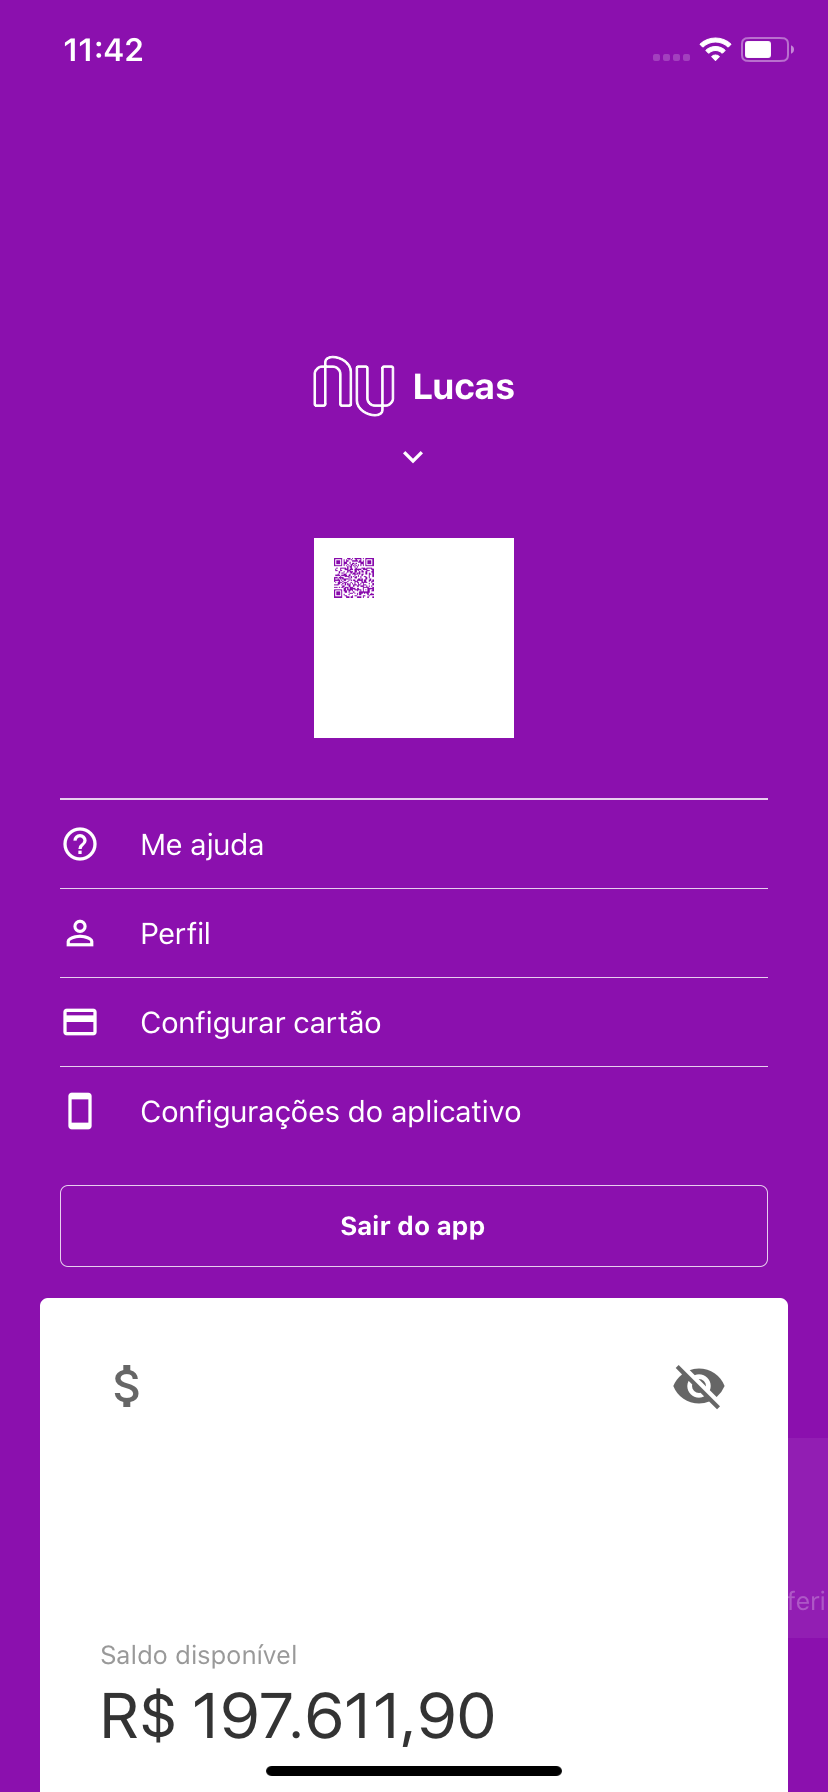 11:42
nu Lucas
Me ajuda
Perfil
Configurar cartão
Configurações do aplicativo
Sair do app
$
feri
Saldo disponível
R$ 197.611,90